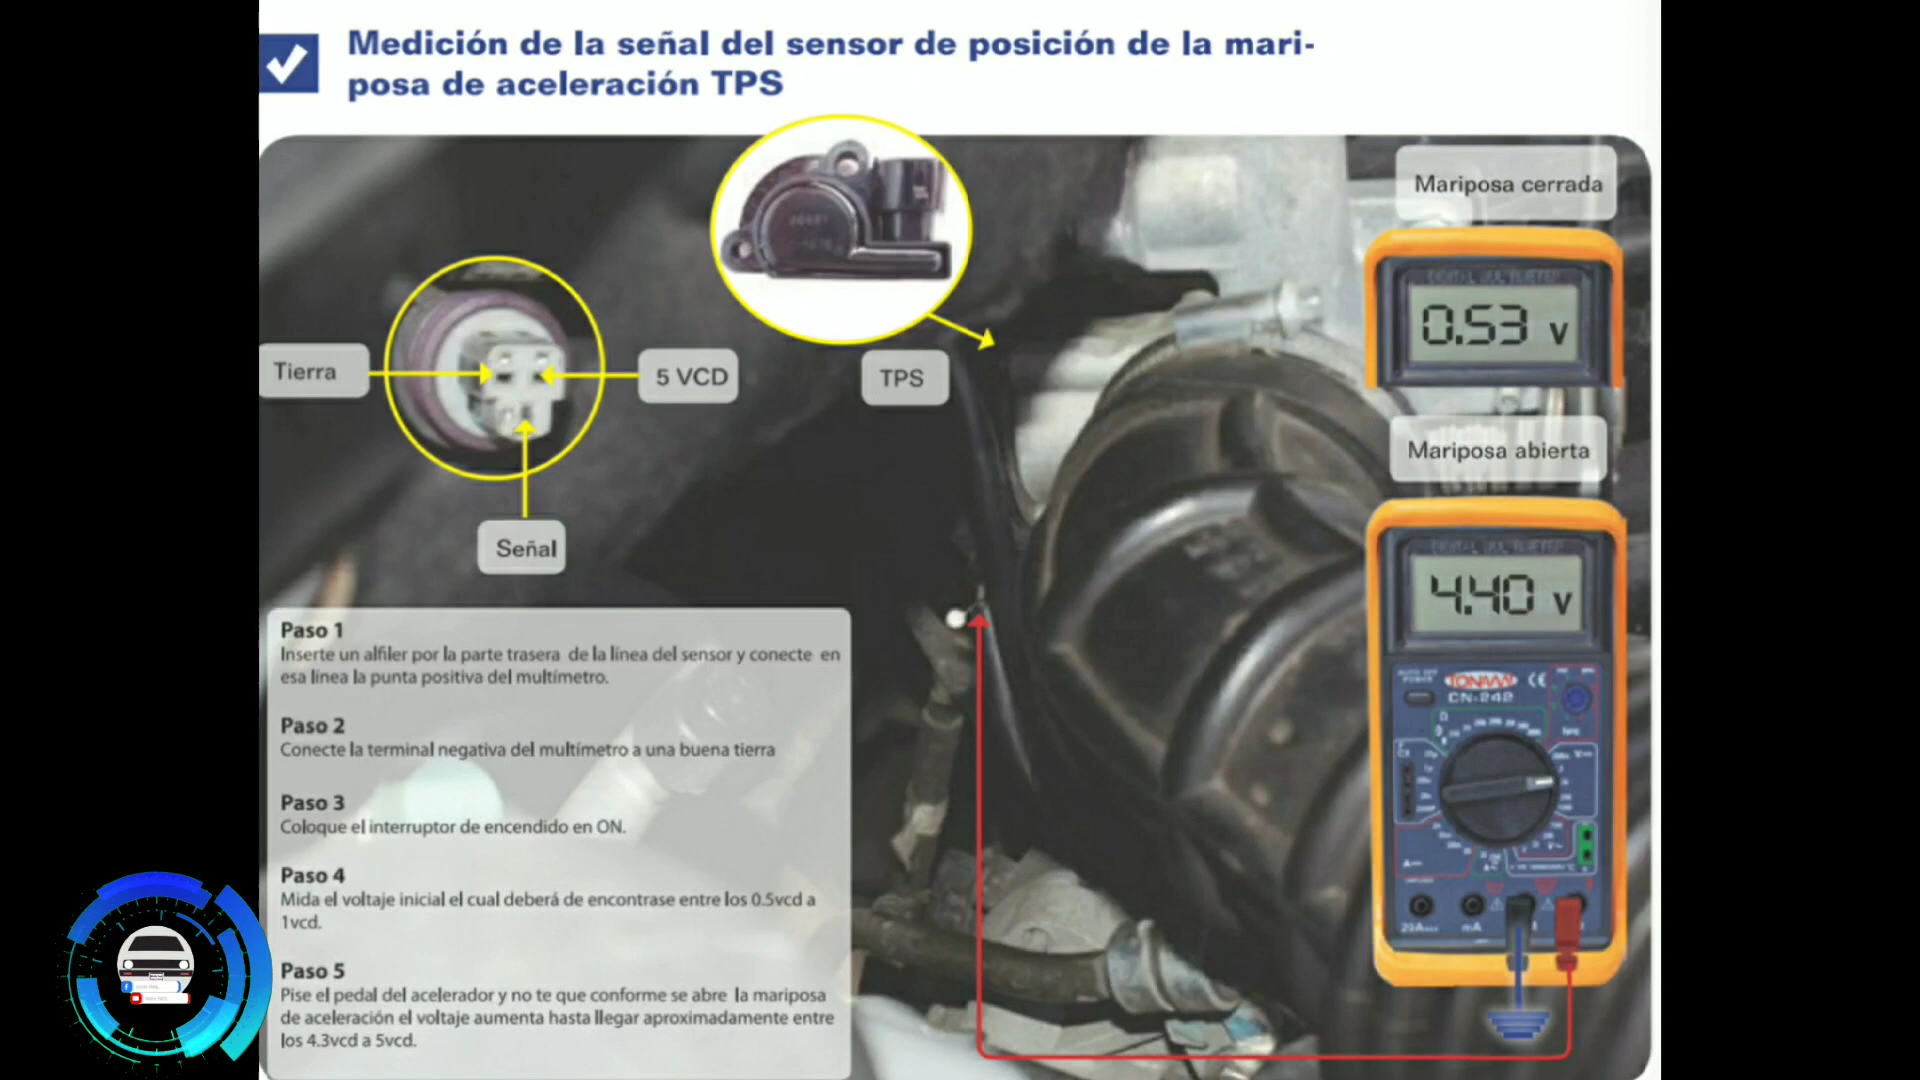 Medición de la señal del sensor de posición de la mari-
posa de aceleración TPS
Mariposa cerrada
0.53 v
Tierra
5 VCD
TPS
Mariposa abierta
Señal
4.40 v
CN-242
20A
mA
Paso 1
Inserte un alfiler por la parte trasera de la línea del sensor y conecte en
esa línea la punta positiva del multímetro.
Paso 2
Conecte la terminal negativa del multímetro a una buena tierra
Paso 3
Coloque el interruptor de encendido en ON.
Paso 4
Mida el voltaje inicial el cual deberá de encontrase entre los 0.5vcd a
1vcd.
Paso 5
Pise el pedal del acelerador y no te que conforme se abre la mariposa
de aceleración el voltaje aumenta hasta llegar aproximadamente entre
los 4.3vcd a 5vcd.